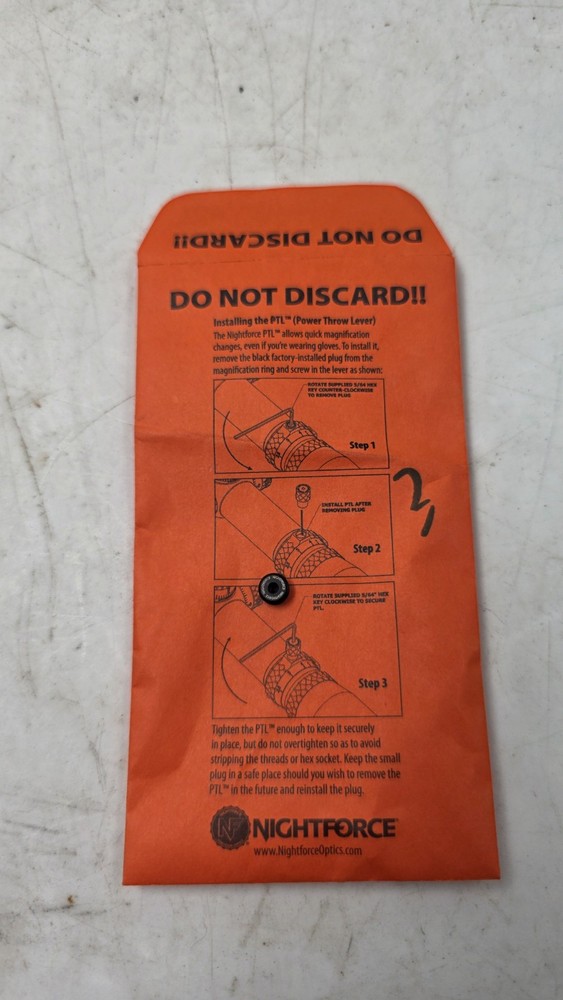 DO NOT DISCARD!!
DO NOT DISCARD!!
Installing the PTL™ (Power Throw Lever)
The Nightforce PTL™ allows quick magnification
changes, even if you're wearing gloves. To install it,
remove the black factory-installed plug from the
magnification ring and screw in the lever as shown:
ROTATE SUPPLIED 5/64 HEX
KEY COUNTER-CLOCKWISE
TO REMOVE PLUG
Step 1
2
INSTALL PTL AFTER
REMOVING PLUG
Step 2
ROTATE SUPPLIED 5/64" HEX
KEY CLOCKWISE TO SECURE
PTL.
Step 3
Tighten the PTL™ enough to keep it securely
in place, but do not overtighten so as to avoid
stripping the threads or hex socket. Keep the small
plug in a safe place should you wish to remove the
PTL™ in the future and reinstall the plug.
NF NIGHTFORCE
www.NightforceOptics.com